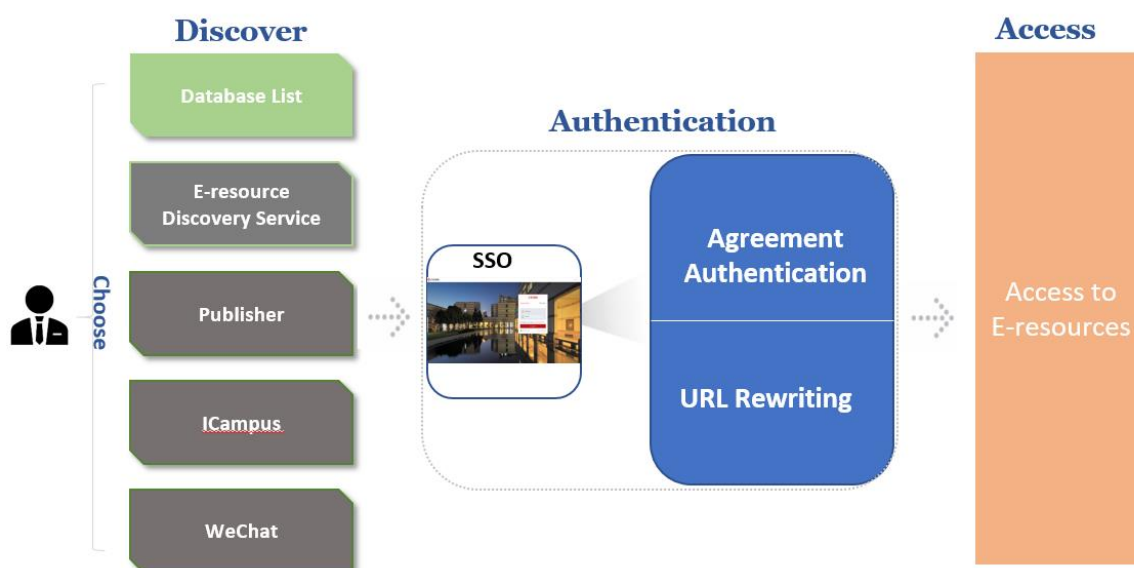 Discover
Access
Database List
Authentication
E-resource
Discovery Service
Choose
Publisher
ICampus
WeChat
SSO
Agreement
Authentication
URL Rewriting
Access to
E-resources